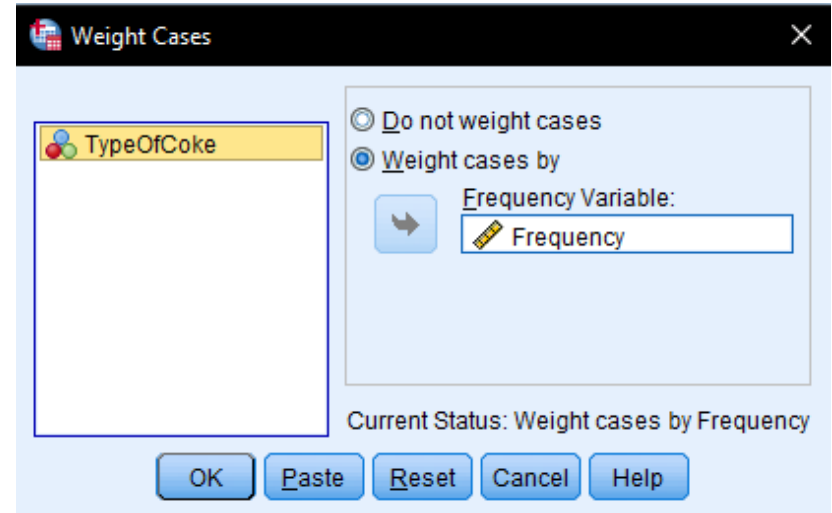 Weight Cases
TypeOfCoke
Do not weight cases
Weight cases by
Frequency Variable:
Frequency
Current Status: Weight cases by Frequency
OK Paste Reset Cancel Help